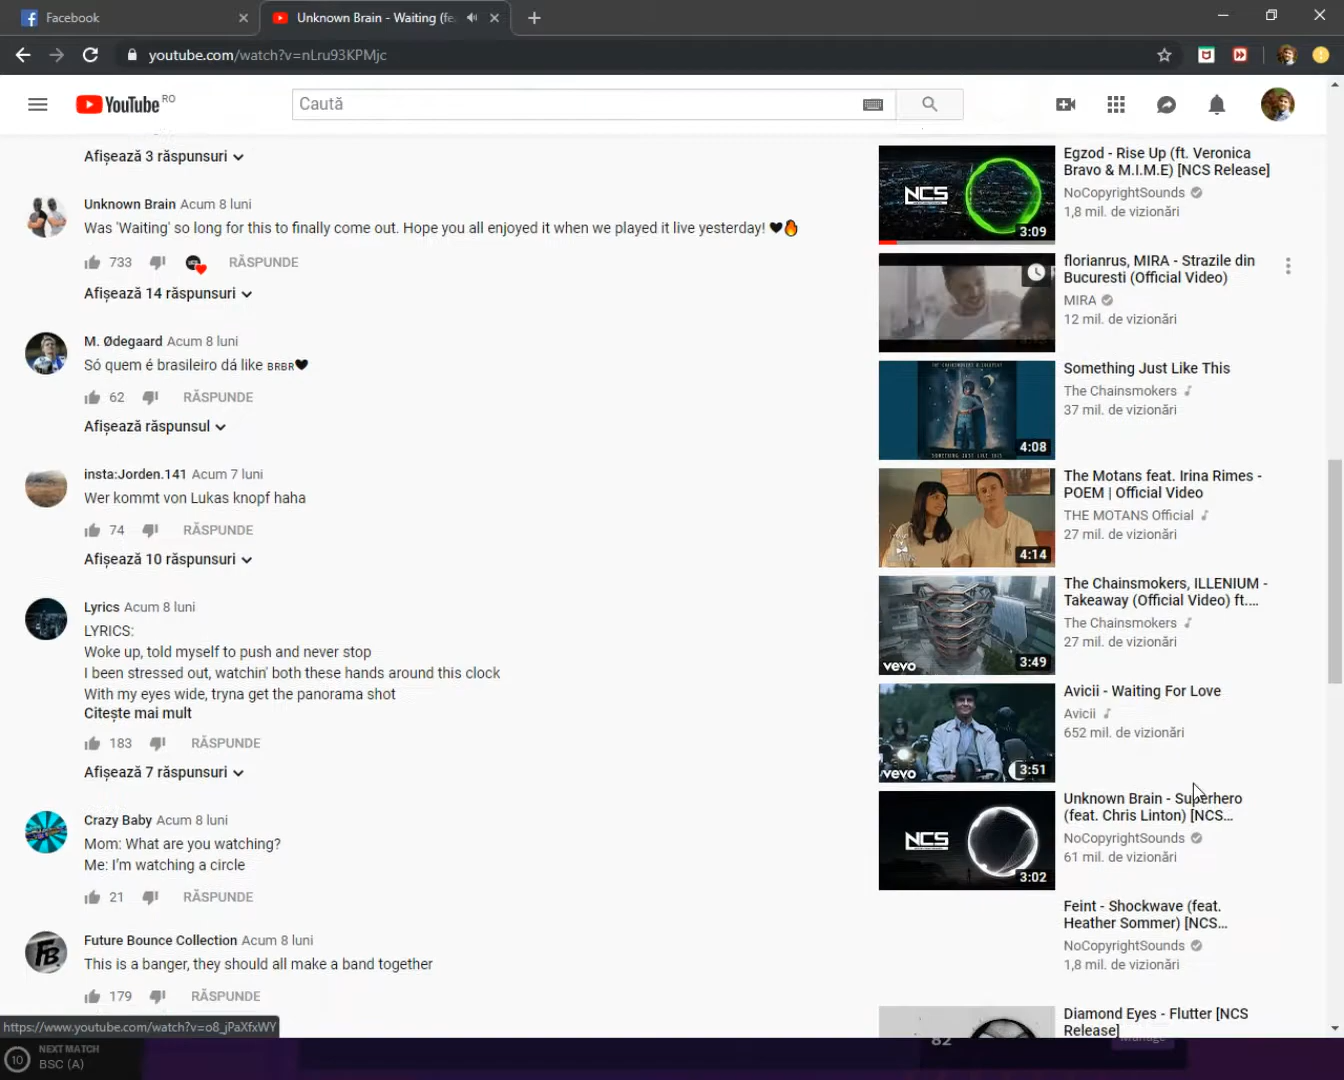 Facebook
Unknown Brain - Waiting (fe
youtube.com/watch?v=nLru93KPMjc
YouTube RO
Caută
Afișează 3 răspunsuri
Unknown Brain Acum 8 luni
Was 'Waiting' so long for this to finally come out. Hope you all enjoyed it when we played it live yesterday! 🖤🔥
733 RĂSPUNDE
Afișează 14 răspunsuri
M. Ødegaard Acum 8 luni
Só quem é brasileiro dá like BRBR🖤
62 RĂSPUNDE
Afișează răspunsul
insta:Jorden.141 Acum 7 luni
Wer kommt von Lukas knopf haha
74 RĂSPUNDE
Afișează 10 răspunsuri
Lyrics Acum 8 luni
LYRICS:
Woke up, told myself to push and never stop
I been stressed out, watchin' both these hands around this clock
With my eyes wide, tryna get the panorama shot
Citește mai mult
183 RĂSPUNDE
Afișează 7 răspunsuri
Crazy Baby Acum 8 luni
Mom: What are you watching?
Me: I'm watching a circle
21 RĂSPUNDE
FB
Future Bounce Collection Acum 8 luni
This is a banger, they should all make a band together
179 RĂSPUNDE
NCS
3:09
Egzod - Rise Up (ft. Veronica
Bravo & M.I.M.E) [NCS Release]
NoCopyrightSounds
1,8 mil. de vizionări
florianrus, MIRA - Strazile din
Bucuresti (Official Video)
MIRA
12 mil. de vizionări
THE CHAINSMOKERS & COLDPLAY
SOMETHING JUST LIKE THIS
4:08
Something Just Like This
The Chainsmokers
37 mil. de vizionări
4:14
The Motans feat. Irina Rimes -
POEM | Official Video
THE MOTANS Official
27 mil. de vizionări
vevo
3:49
The Chainsmokers, ILLENIUM -
Takeaway (Official Video) ft....
The Chainsmokers
27 mil. de vizionări
vevo
3:51
Avicii - Waiting For Love
Avicii
652 mil. de vizionări
NCS
3:02
Unknown Brain - Superhero
(feat. Chris Linton) [NCS...
NoCopyrightSounds
61 mil. de vizionări
Feint - Shockwave (feat.
Heather Sommer) [NCS...
NoCopyrightSounds
1,8 mil. de vizionări
Diamond Eyes - Flutter [NCS
Release]
https://www.youtube.com/watch?v=o8_jPaXfxWY
10 NEXT MATCH
BSC (A)
82
Manage